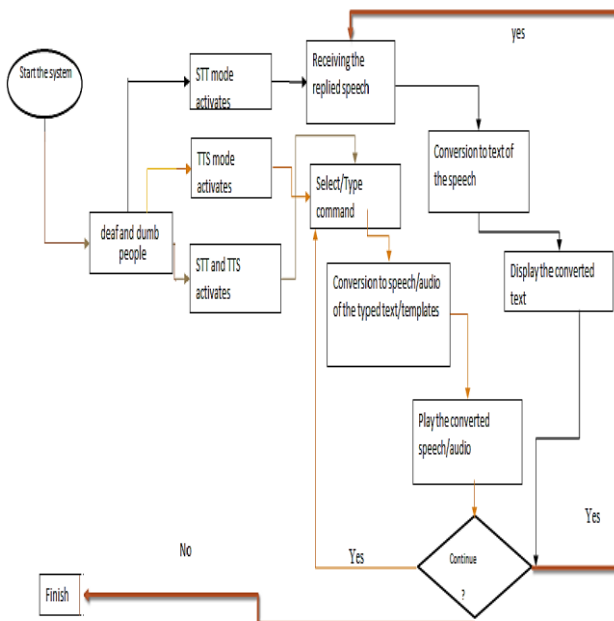 Start the system
STT mode
activates
Receiving the
replied speech
yes
Conversion to text of
the speech
TTS mode
activates
Select/Type
command
deaf and dumb
people
STT and TTS
activates
Conversion to speech/audio
of the typed text/templates
Display the converted
text
Play the converted
speech/audio
Continue
?
Yes
Yes
No
Finish